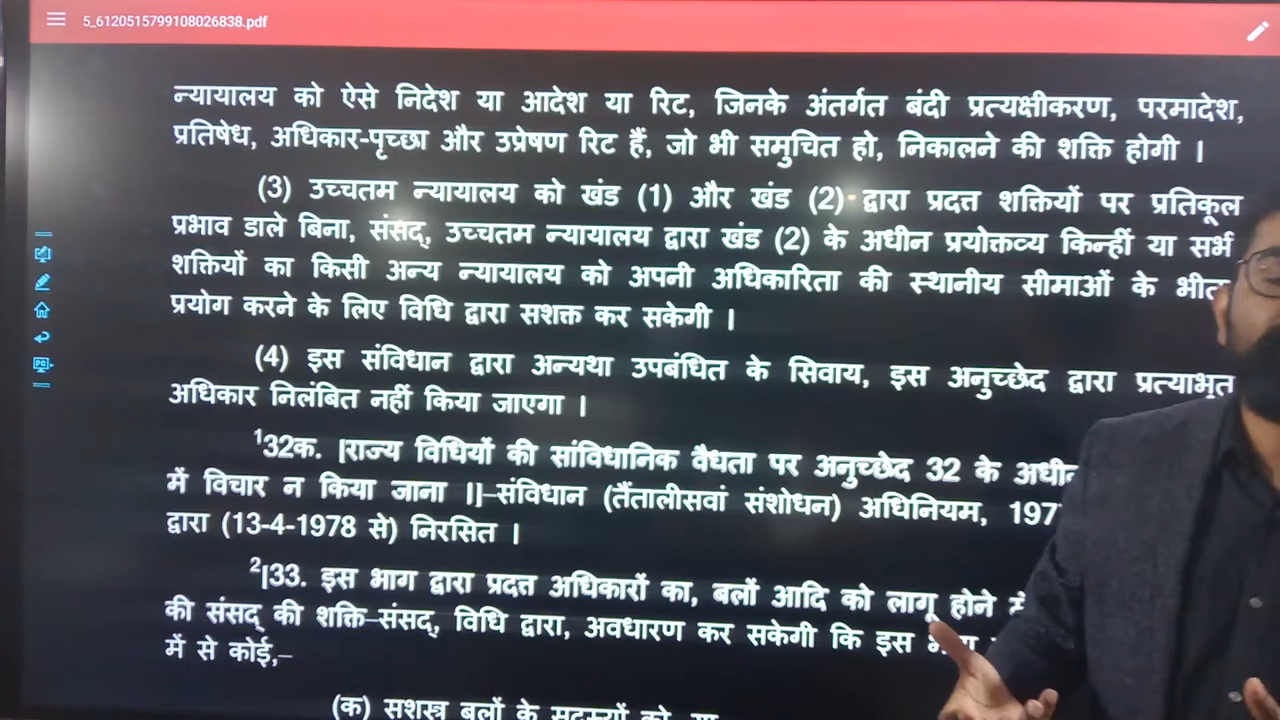 5_6120515799108026838.pdf
न्यायालय को ऐसे निदेश या आदेश या रिट, जिनके अंतर्गत बंदी प्रत्यक्षीकरण, परमादेश,
प्रतिषेध, अधिकार-पृच्छा और उत्प्रेषण रिट हैं, जो भी समुचित हो, निकालने की शक्ति होगी ।
(3) उच्चतम न्यायालय को खंड (1) और खंड (2) द्वारा प्रदत्त शक्तियों पर प्रतिकूल
प्रभाव डाले बिना, संसद्, उच्चतम न्यायालय द्वारा खंड (2) के अधीन प्रयोक्तव्य किन्हीं या
शक्तियों का किसी अन्य न्यायालय को अपनी अधिकारिता की स्थानीय सीमाओं के
प्रयोग करने के लिए विधि द्वारा सशक्त कर सकेगी ।
(4) इस संविधान द्वारा अन्यथा उपबंधित के सिवाय, इस अनुच्छेद द्वारा प्रत्याभूत
अधिकार निलंबित नहीं किया जाएगा ।
¹32क. [राज्य विधियों की सांविधानिक वैधता पर अनुच्छेद 32 के
में विचार न किया जाना ।]–संविधान (तैंतालीसवां संशोधन) अधिनियम,
द्वारा (13-4-1978 से) निरसित ।
²[33. इस भाग द्वारा प्रदत्त अधिकारों का, बलों आदि को लागू होने
की संसद् की शक्ति–संसद्, विधि द्वारा, अवधारण कर सकेगी कि इस
में से कोई,–
(क) सशस्त्र बलों के सदस्यों को, या
PC